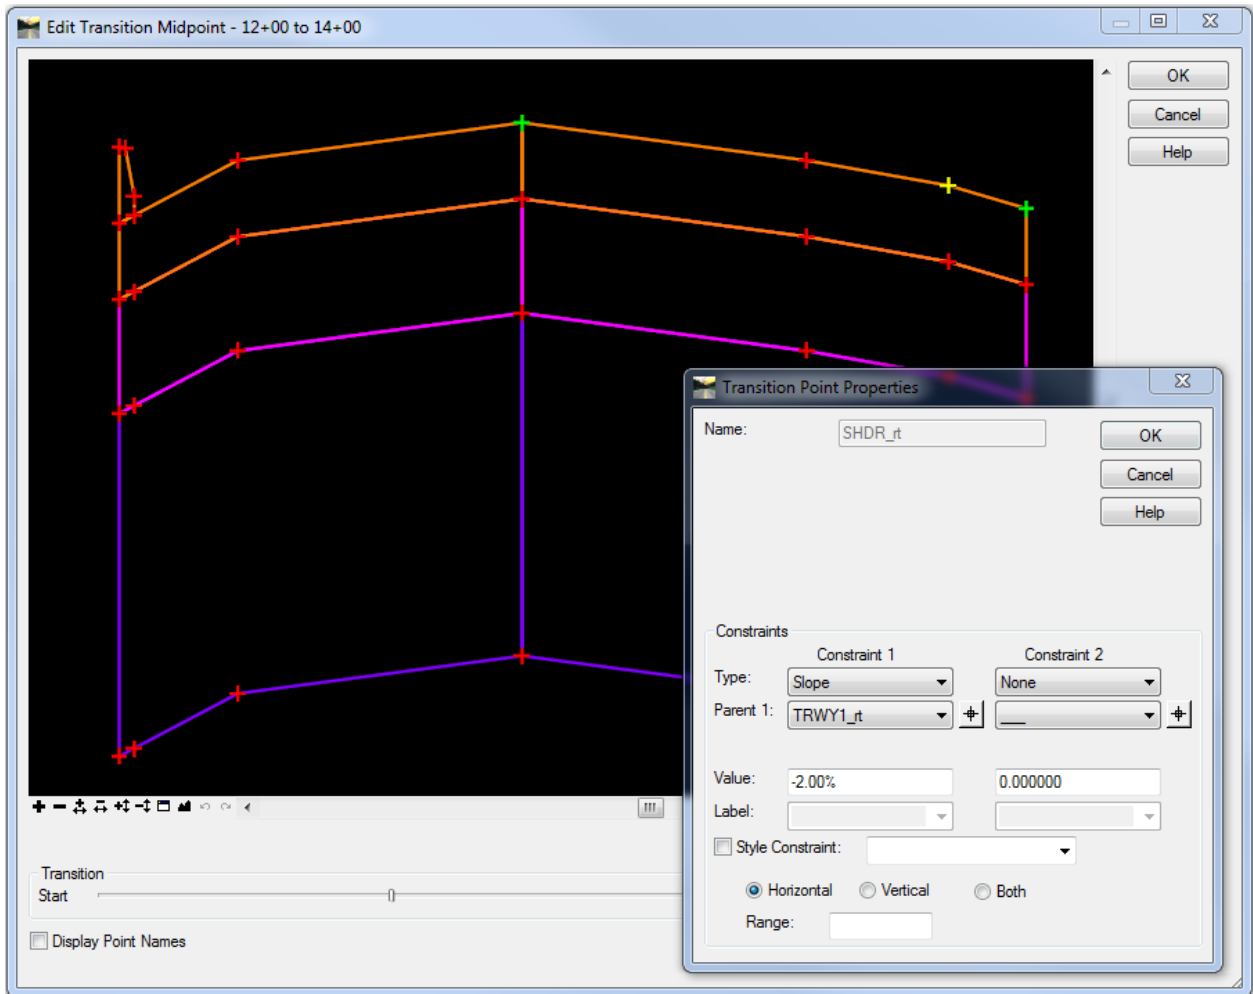 Edit Transition Midpoint - 12+00 to 14+00
OK
Cancel
Help
Transition Point Properties
Name: SHDR_rt
OK
Cancel
Help
Constraints
Constraint 1 Constraint 2
Type: Slope None
Parent 1: TRWY1_rt ___
Value: -2.00% 0.000000
Label:
Style Constraint:
Horizontal Vertical Both
Range:
Transition
Start
Display Point Names